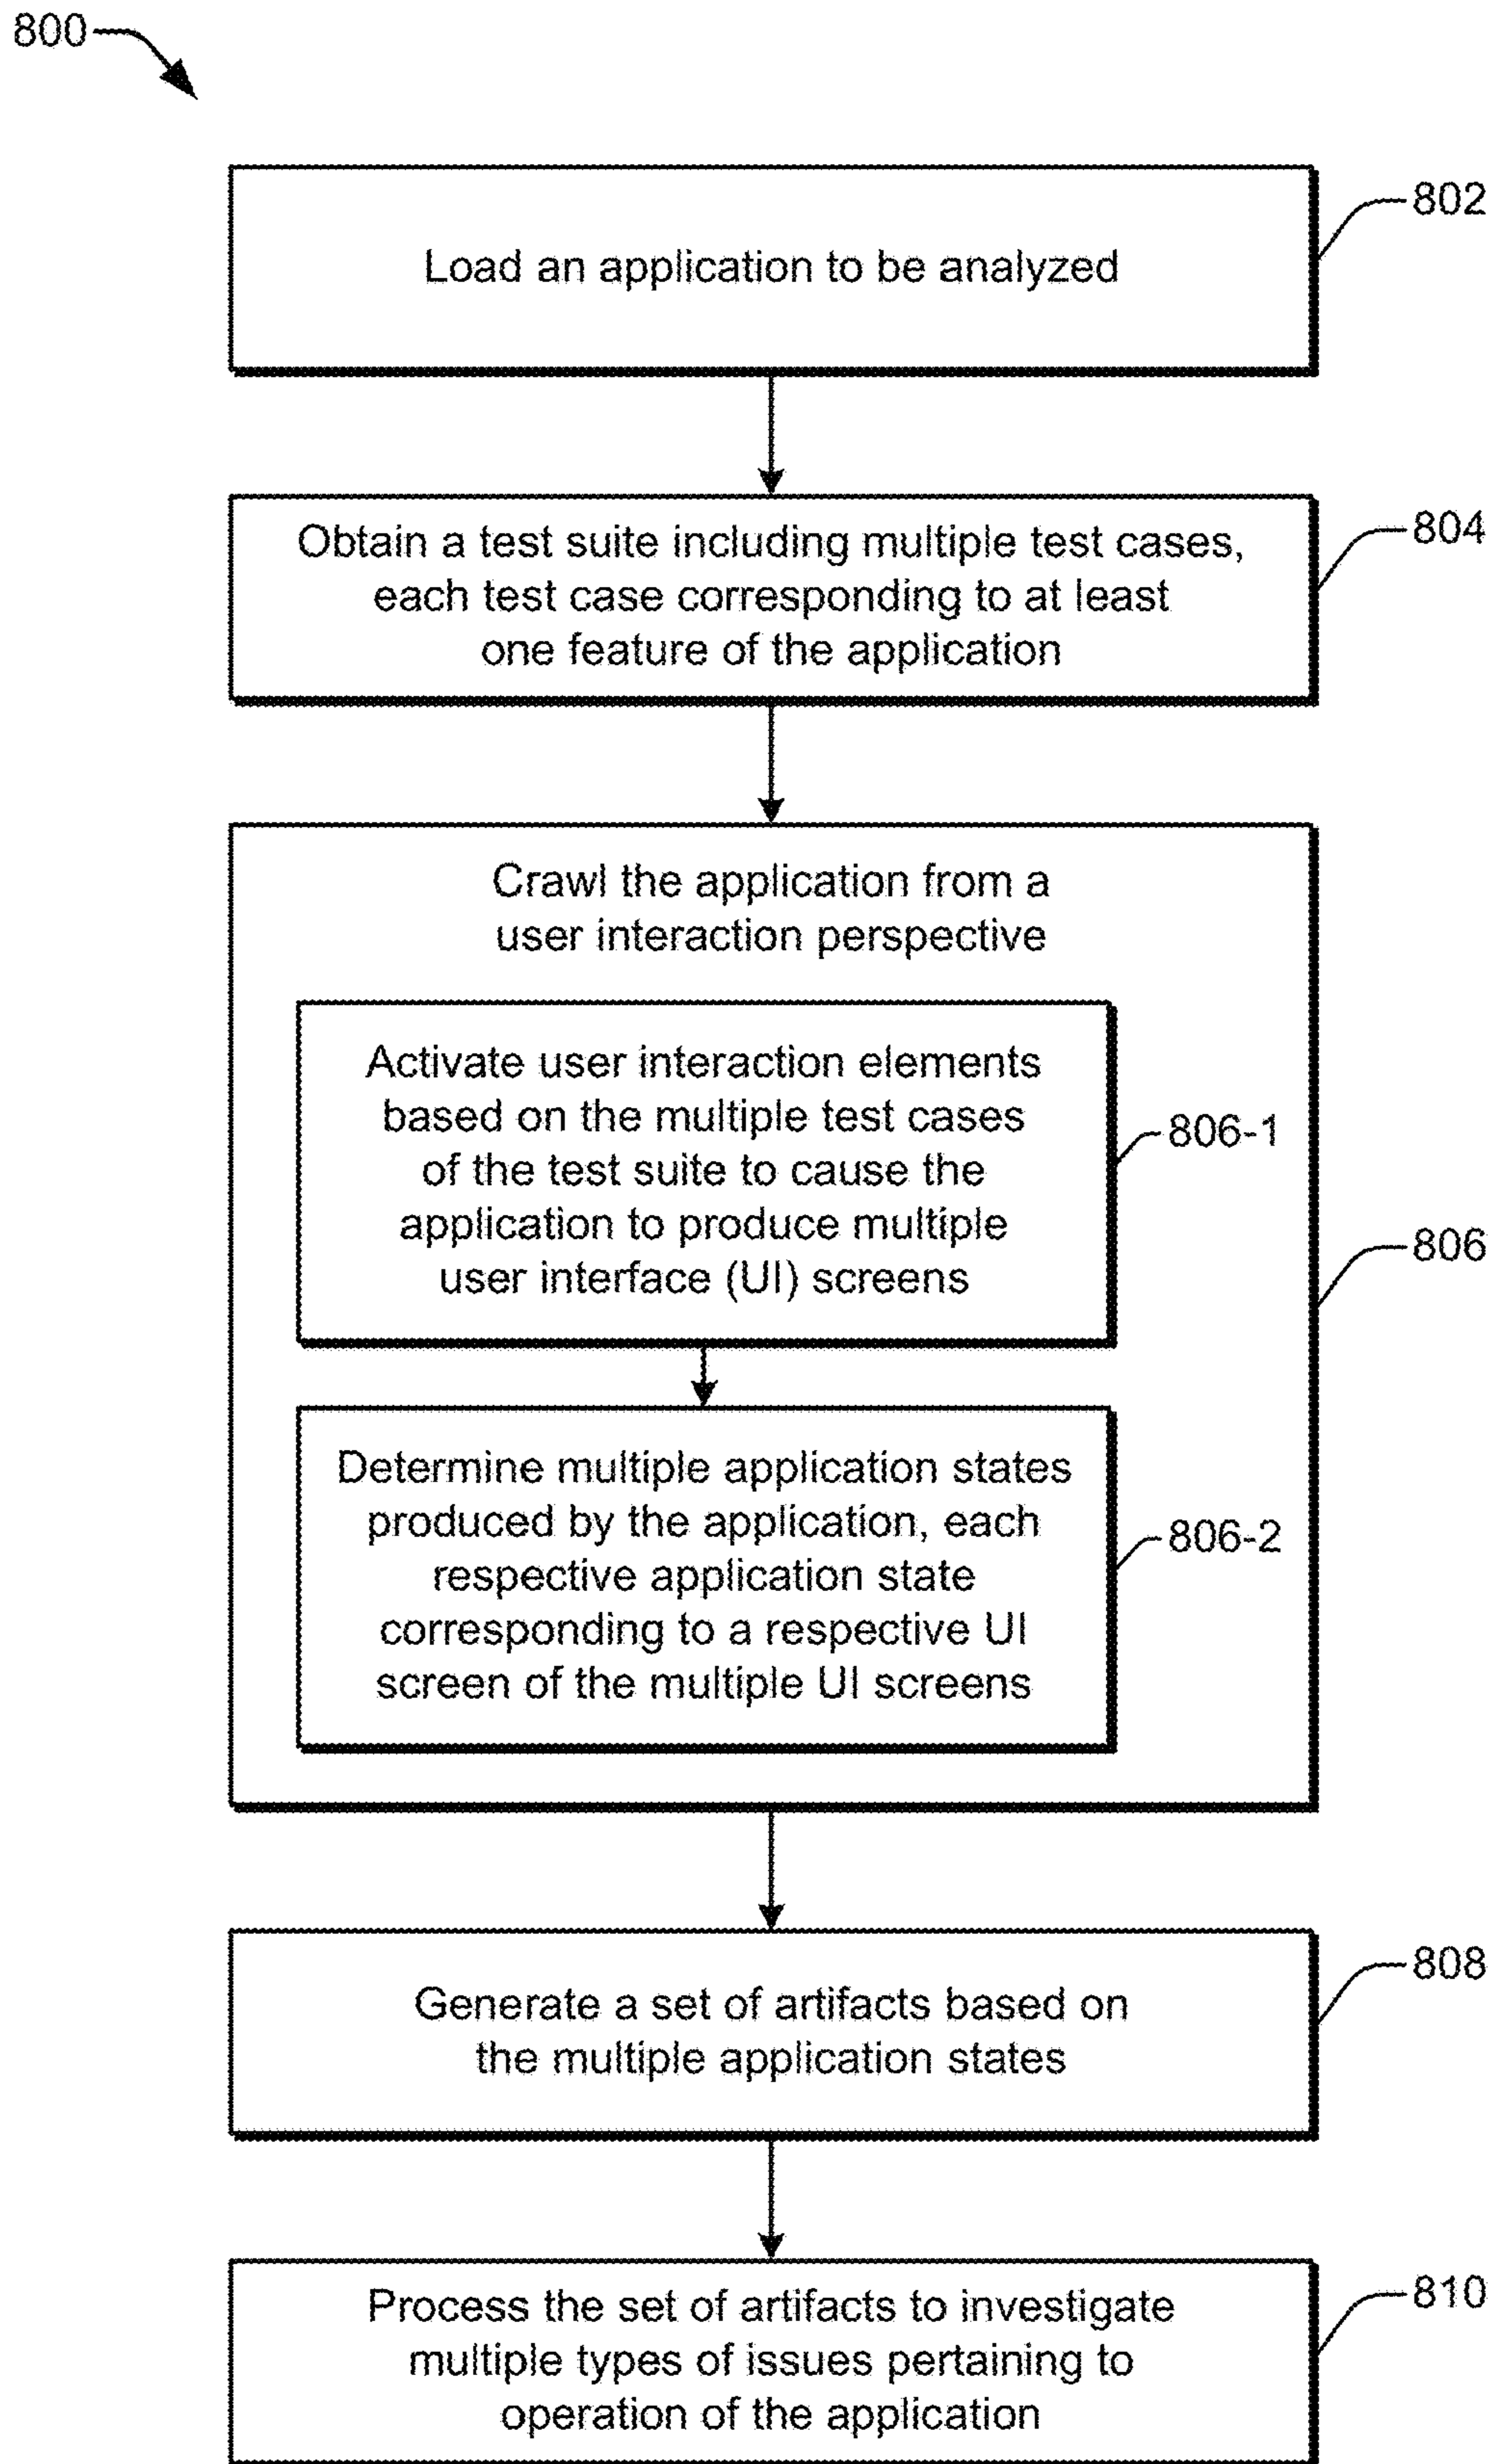 800
802
Load an application to be analyzed
804
Obtain a test suite including multiple test cases,
each test case corresponding to at least
one feature of the application
Crawl the application from a
user interaction perspective
Activate user interaction elements
based on the multiple test cases
of the test suite to cause the
application to produce multiple
user interface (UI) screens
806-1
806
Determine multiple application states
produced by the application, each
respective application state
corresponding to a respective UI
screen of the multiple UI screens
806-2
808
Generate a set of artifacts based on
the multiple application states
810
Process the set of artifacts to investigate
multiple types of issues pertaining to
operation of the application